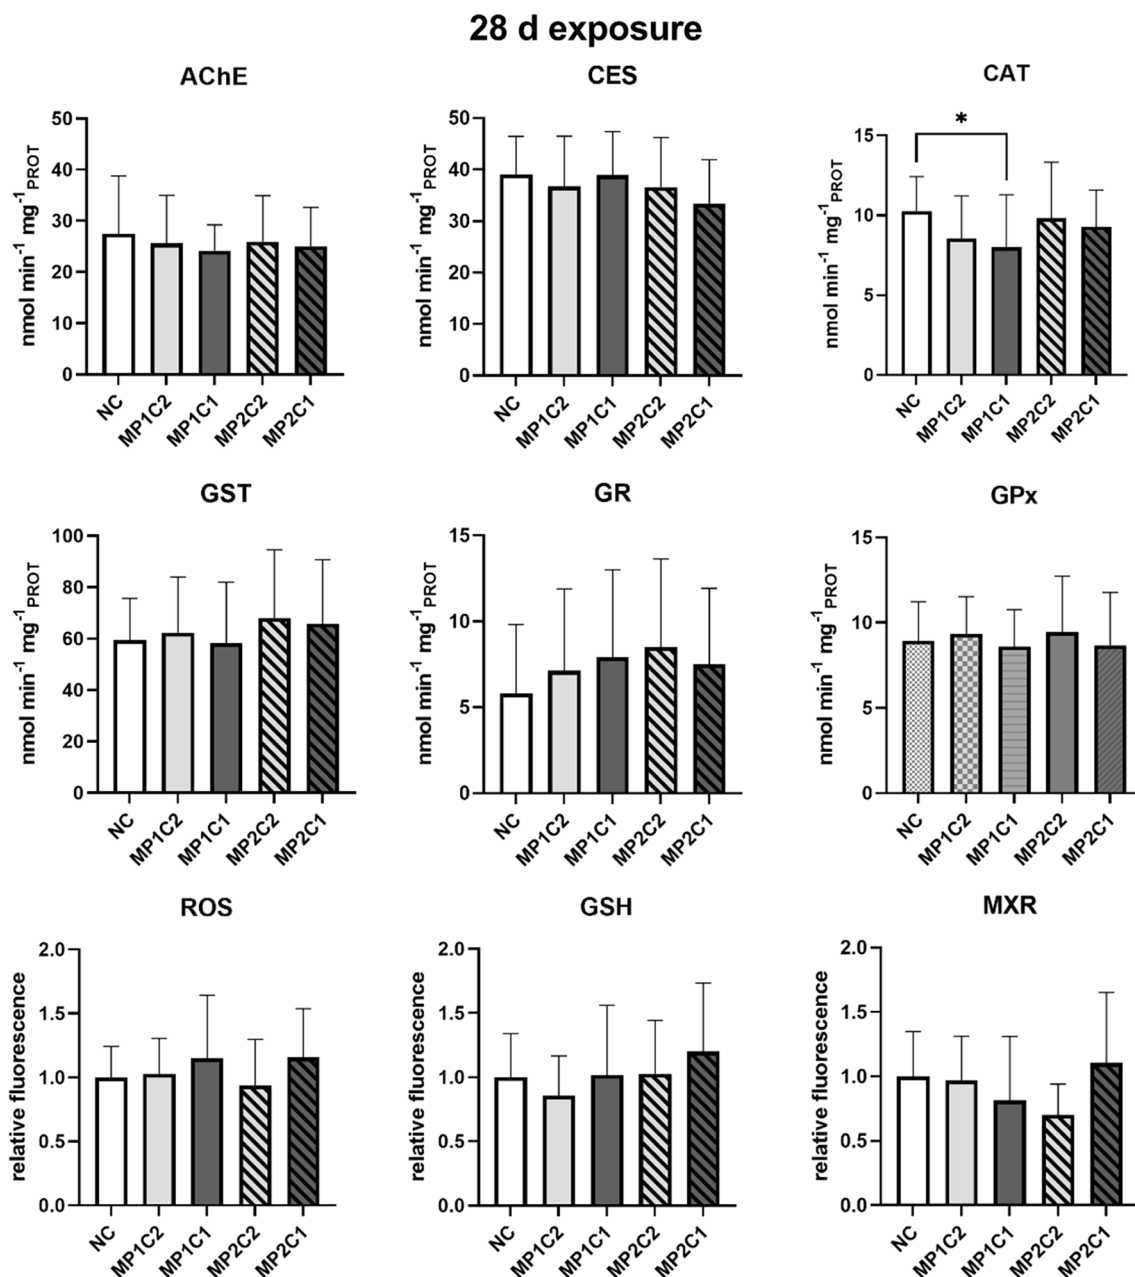 28 d exposure
AChE
CES
CAT
nmol min⁻¹ mg⁻¹PROT
50
40
30
20
10
0
NC
MP1C2
MP1C1
MP2C2
MP2C1
nmol min⁻¹ mg⁻¹PROT
50
40
30
20
10
0
NC
MP1C2
MP1C1
MP2C2
MP2C1
nmol min⁻¹ mg⁻¹PROT
15
10
5
0
*
NC
MP1C2
MP1C1
MP2C2
MP2C1
GST
GR
GPx
nmol min⁻¹ mg⁻¹PROT
100
80
60
40
20
0
NC
MP1C2
MP1C1
MP2C2
MP2C1
nmol min⁻¹ mg⁻¹PROT
15
10
5
0
NC
MP1C2
MP1C1
MP2C2
MP2C1
nmol min⁻¹ mg⁻¹PROT
15
10
5
0
NC
MP1C2
MP1C1
MP2C2
MP2C1
ROS
GSH
MXR
relative fluorescence
2.0
1.5
1.0
0.5
0.0
NC
MP1C2
MP1C1
MP2C2
MP2C1
relative fluorescence
2.0
1.5
1.0
0.5
0.0
NC
MP1C2
MP1C1
MP2C2
MP2C1
relative fluorescence
2.0
1.5
1.0
0.5
0.0
NC
MP1C2
MP1C1
MP2C2
MP2C1